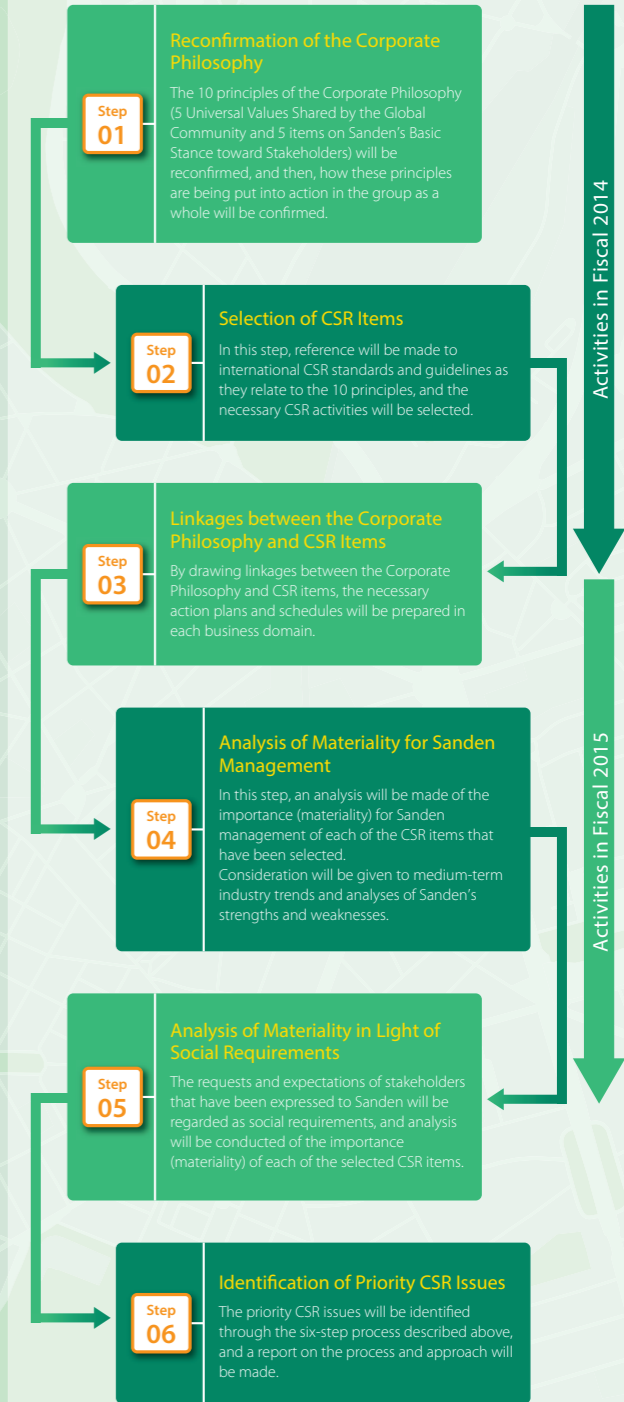 Reconfirmation of the Corporate
Philosophy
Step
01
The 10 principles of the Corporate Philosophy
(5 Universal Values Shared by the Global
Community and 5 items on Sanden's Basic
Stance toward Stakeholders) will be
reconfirmed, and then, how these principles
are being put into action in the group as a
whole will be confirmed.
Activities in Fiscal 2014
Selection of CSR Items
Step
02
In this step, reference will be made to
international CSR standards and guidelines as
they relate to the 10 principles, and the
necessary CSR activities will be selected.
Linkages between the Corporate
Philosophy and CSR Items
Step
03
By drawing linkages between the Corporate
Philosophy and CSR items, the necessary
action plans and schedules will be prepared in
each business domain.
Activities in Fiscal 2015
Analysis of Materiality for Sanden
Management
Step
04
In this step, an analysis will be made of the
importance (materiality) for Sanden
management of each of the CSR items that
have been selected.
Consideration will be given to medium-term
industry trends and analyses of Sanden's
strengths and weaknesses.
Analysis of Materiality in Light of
Social Requirements
Step
05
The requests and expectations of stakeholders
that have been expressed to Sanden will be
regarded as social requirements, and analysis
will be conducted of the importance
(materiality) of each of the selected CSR items.
Identification of Priority CSR Issues
Step
06
The priority CSR issues will be identified
through the six-step process described above,
and a report on the process and approach will
be made.